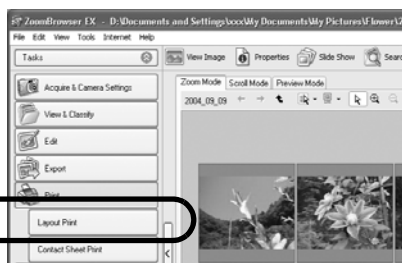 ZoomBrowser EX - D:\Documents and Settings\xxx\My Documents\My Pictures\Flower\2
File Edit View Tools Internet Help
Tasks View Image Properties Slide Show Searc
Zoom Mode Scroll Mode Preview Mode
Acquire & Camera Settings
2004_09_09
View & Classify
Edit
Export
Print
Layout Print
Contact Sheet Print